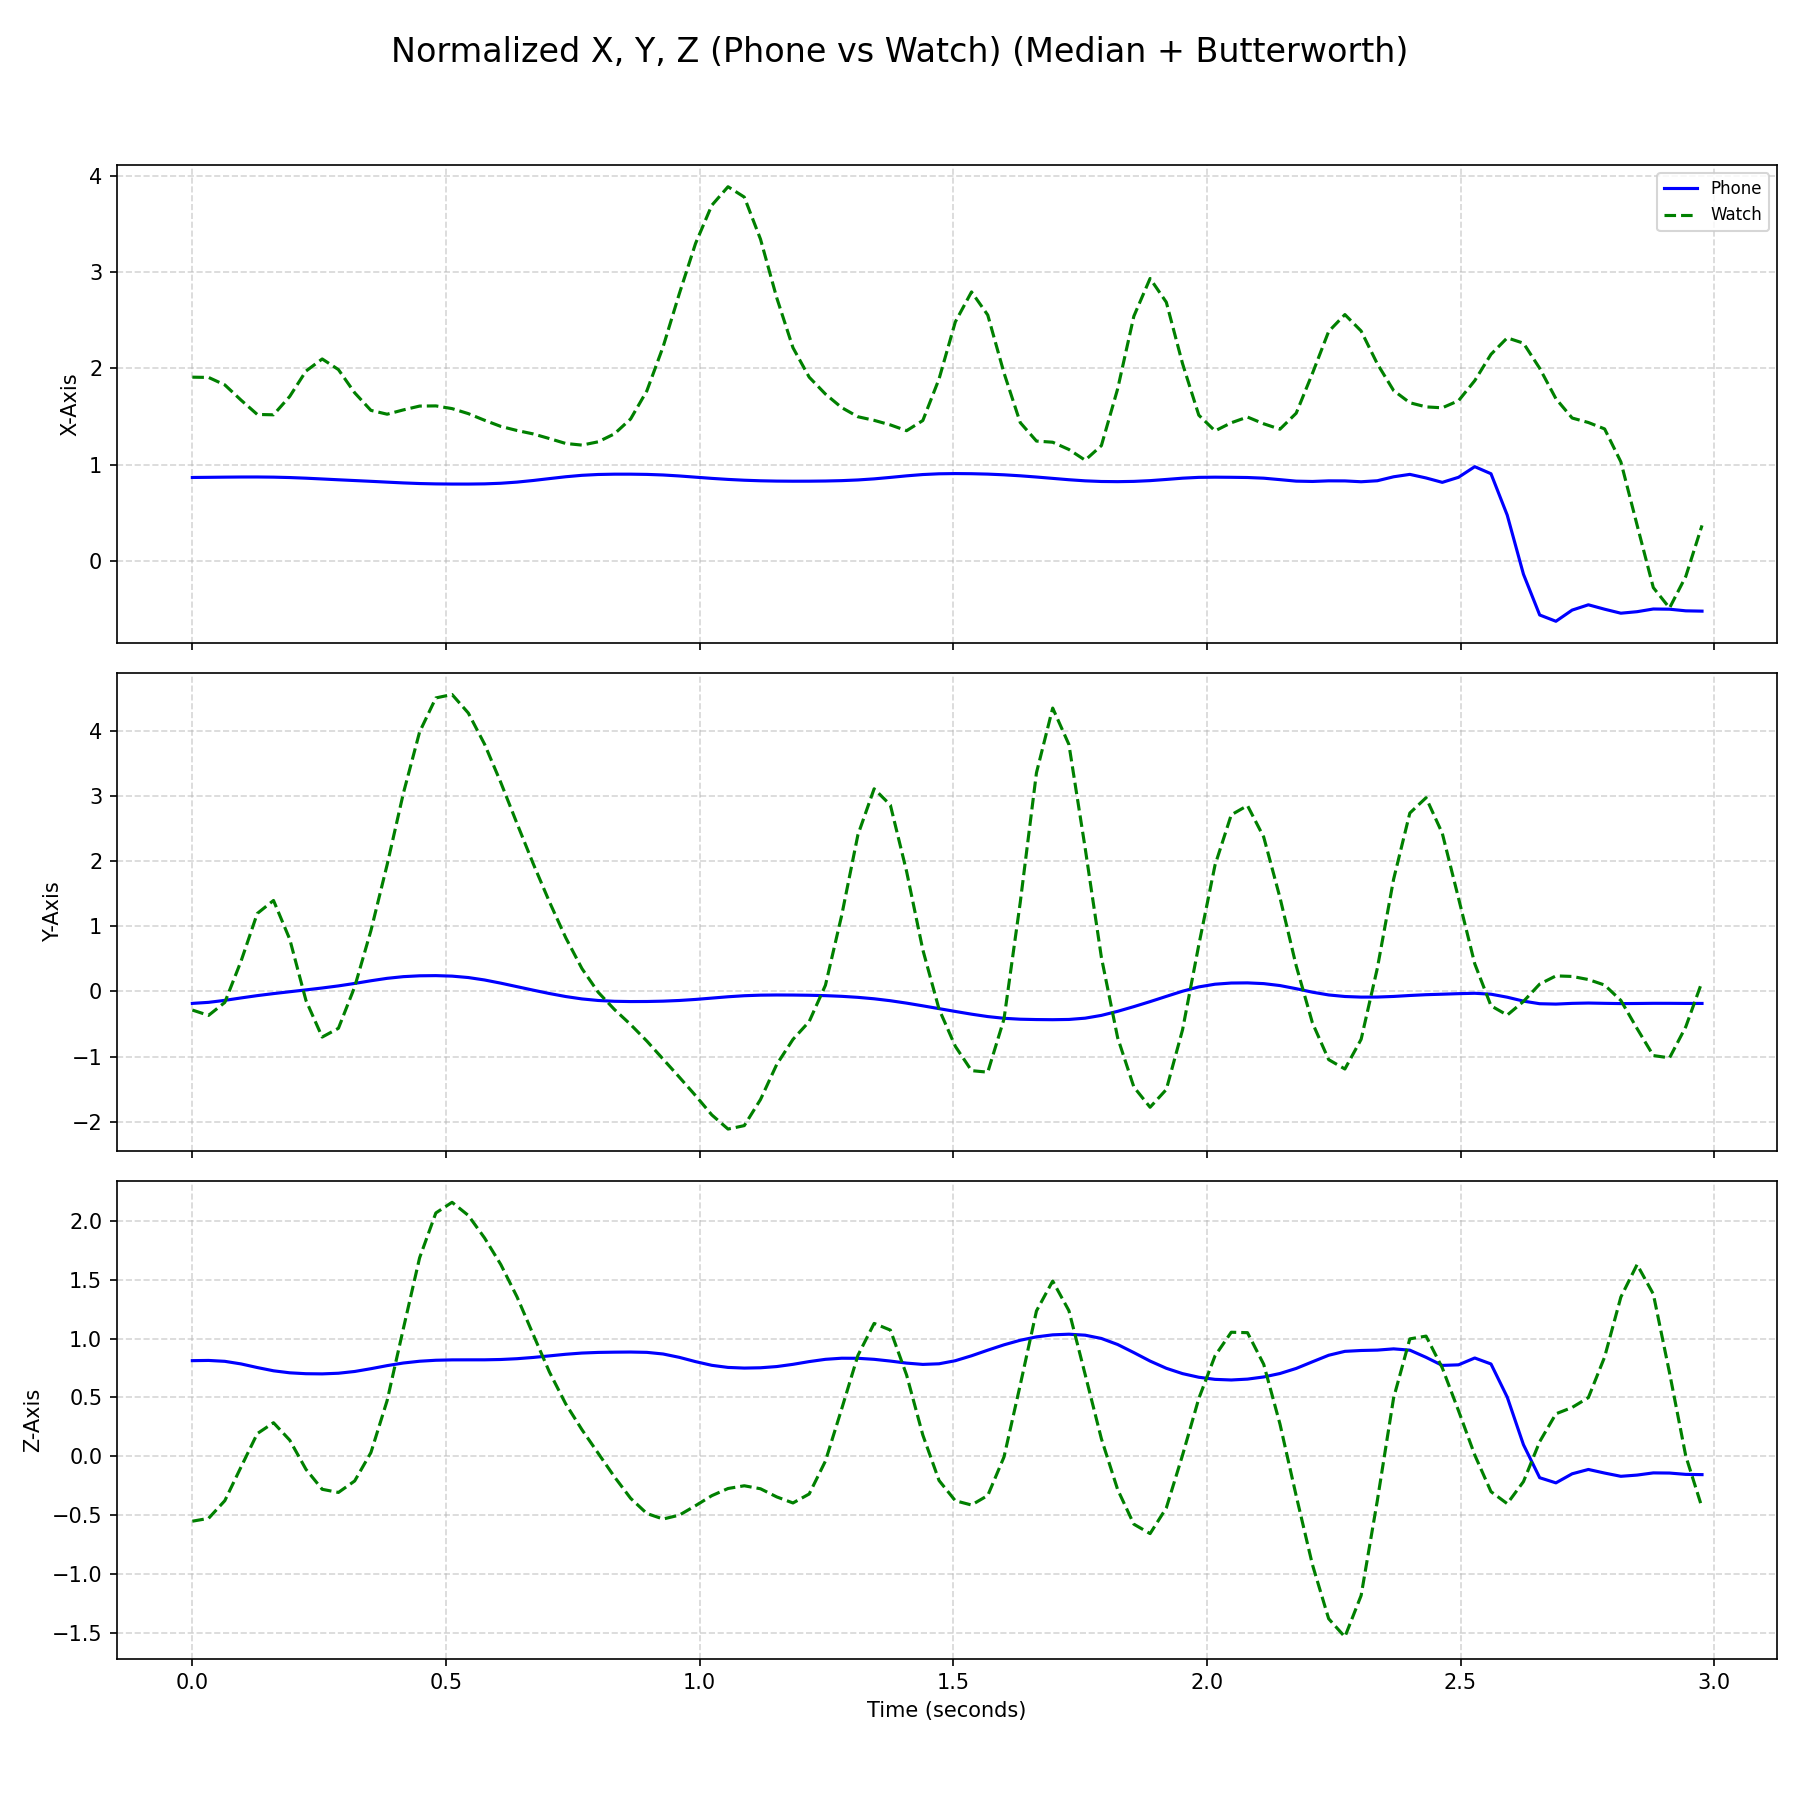 Normalized X, Y, Z (Phone vs Watch) (Median + Butterworth)
Phone
Watch
4
3
2
1
0
X-Axis
4
3
2
1
0
−1
−2
Y-Axis
2.0
1.5
1.0
0.5
0.0
−0.5
−1.0
−1.5
Z-Axis
0.0 0.5 1.0 1.5 2.0 2.5 3.0
Time (seconds)